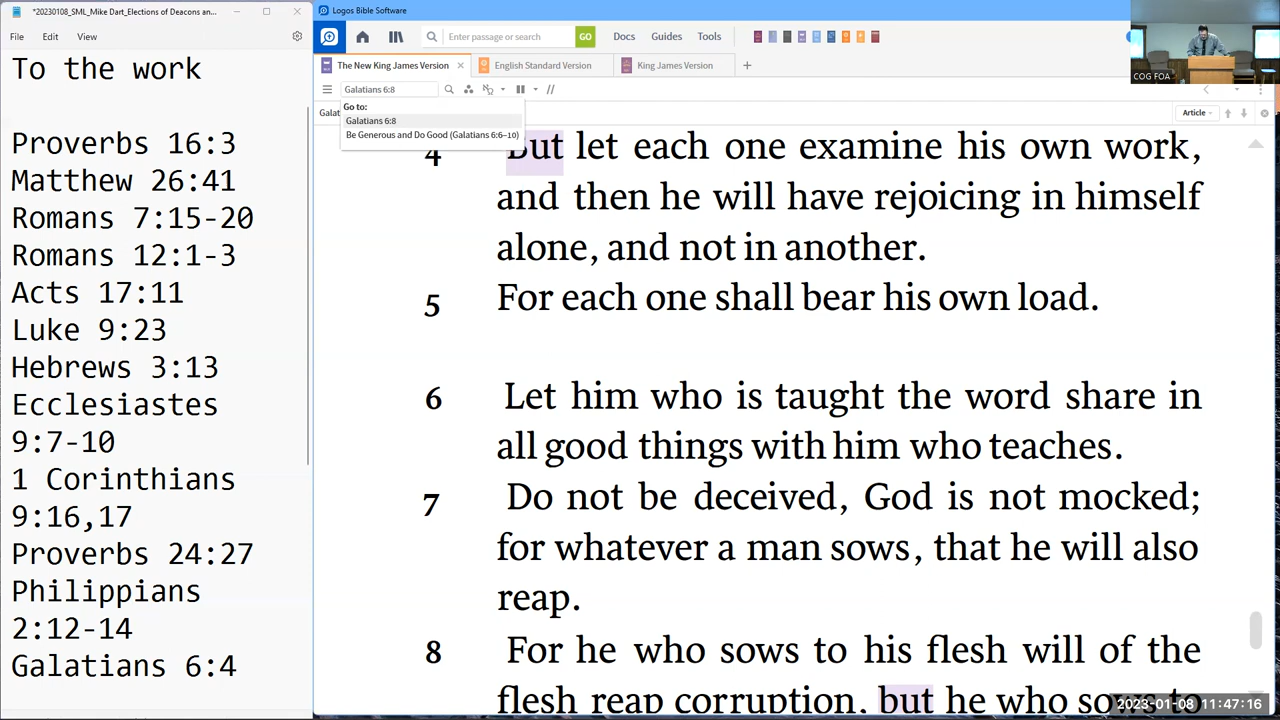 *20230108_SML_Mike Dart_Elections of Deacons an...
File Edit View
To the work
Proverbs 16:3
Matthew 26:41
Romans 7:15-20
Romans 12:1-3
Acts 17:11
Luke 9:23
Hebrews 3:13
Ecclesiastes
9:7-10
1 Corinthians
9:16,17
Proverbs 24:27
Philippians
2:12-14
Galatians 6:4
Logos Bible Software
Enter passage or search GO Docs Guides Tools
The New King James Version English Standard Version King James Version
Galatians 6:8
Galat
Article
Go to:
Galatians 6:8
Be Generous and Do Good (Galatians 6:6–10)
4 But let each one examine his own work,
and then he will have rejoicing in himself
alone, and not in another.
5 For each one shall bear his own load.
6 Let him who is taught the word share in
all good things with him who teaches.
7 Do not be deceived, God is not mocked;
for whatever a man sows, that he will also
reap.
8 For he who sows to his flesh will of the
flesh reap corruption, but he who sows to
COG FOA
2023-01-08 11:47:16